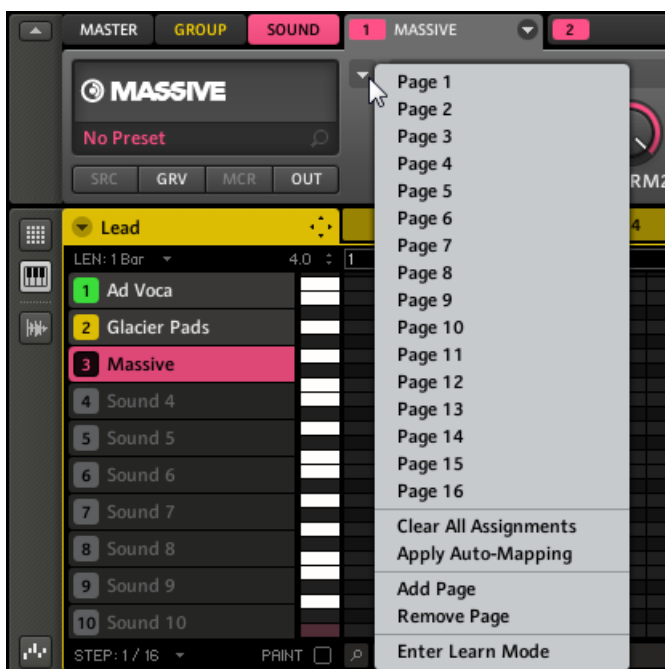 MASTER GROUP SOUND 1 MASSIVE 2
MASSIVE
No Preset
SRC GRV MCR OUT
Page 1
Page 2
Page 3
Page 4
Page 5
Page 6
Page 7
Page 8
Page 9
Page 10
Page 11
Page 12
Page 13
Page 14
Page 15
Page 16
Clear All Assignments
Apply Auto-Mapping
Add Page
Remove Page
Enter Learn Mode
RM2
Lead
4
LEN: 1 Bar 4.0 1
1 Ad Voca
2 Glacier Pads
3 Massive
4 Sound 4
5 Sound 5
6 Sound 6
7 Sound 7
8 Sound 8
9 Sound 9
10 Sound 10
STEP: 1 / 16 PAINT